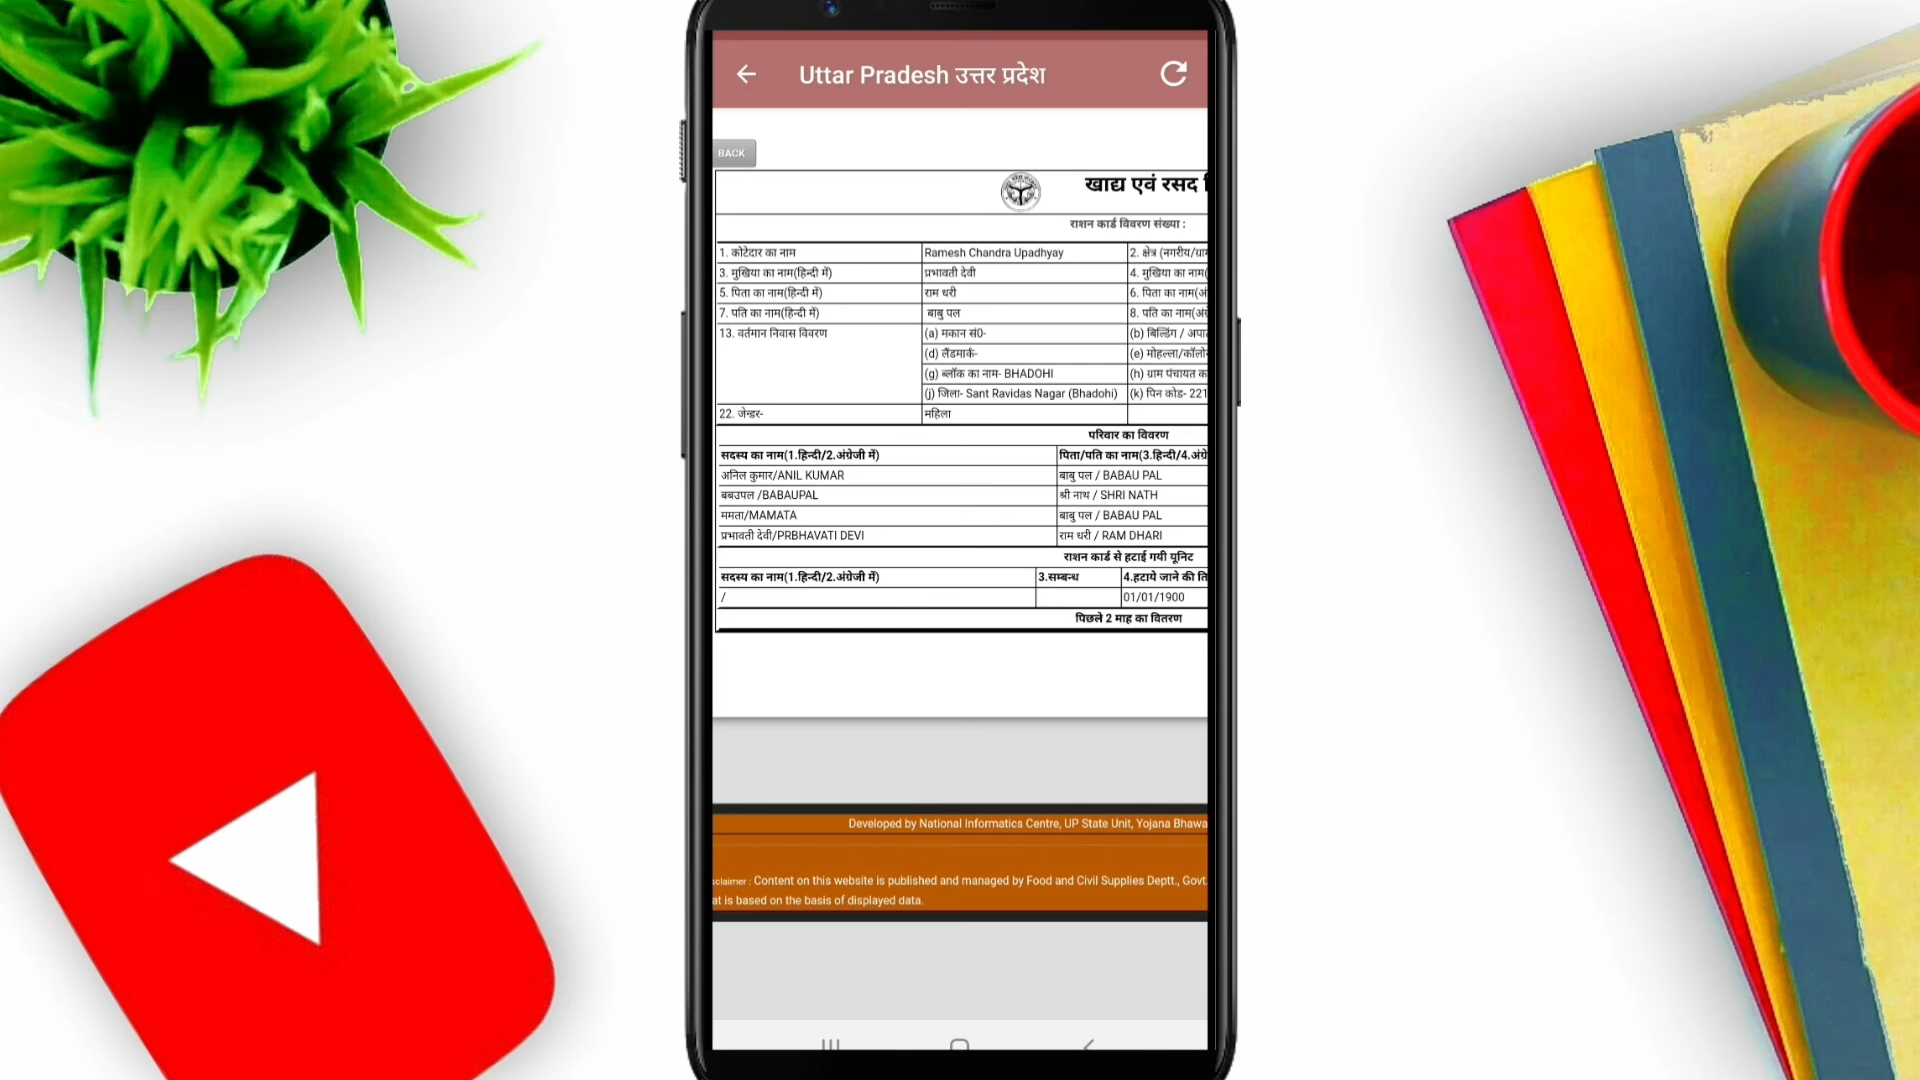 Uttar Pradesh उत्तर प्रदेश
BACK
खाद्य एवं रसद
राशन कार्ड विवरण संख्या :
1. कोटेदार का नाम Ramesh Chandra Upadhyay 2. क्षेत्र (नगरीय/ग्रा
3. मुखिया का नाम(हिन्दी में) प्रभावती देवी 4. मुखिया का नाम(
5. पिता का नाम(हिन्दी में) राम धरी 6. पिता का नाम(अं
7. पति का नाम(हिन्दी में) बाबु पल 8. पति का नाम(अं
13. वर्तमान निवास विवरण (a) मकान सं0- (b) बिल्डिंग / अपा
(d) लैंडमार्क- (e) मोहल्ला/कॉलो
(g) ब्लॉक का नाम- BHADOHI (h) ग्राम पंचायत क
(j) जिला- Sant Ravidas Nagar (Bhadohi) (k) पिन कोड- 221
22. जेन्डर- महिला
परिवार का विवरण
सदस्य का नाम(1.हिन्दी/2.अंग्रेजी में) पिता/पति का नाम(3.हिन्दी/4.अंग्रे
अनिल कुमार/ANIL KUMAR बाबु पल / BABAU PAL
बबउपल /BABAUPAL श्री नाथ / SHRI NATH
ममता/MAMATA बाबु पल / BABAU PAL
प्रभावती देवी/PRBHAVATI DEVI राम धरी / RAM DHARI
राशन कार्ड से हटाई गयी यूनिट
सदस्य का नाम(1.हिन्दी/2.अंग्रेजी में) 3.सम्बन्ध 4.हटाये जाने की ति
/ 01/01/1900
पिछले 2 माह का वितरण
Developed by National Informatics Centre, UP State Unit, Yojana Bhawa
sclaimer : Content on this website is published and managed by Food and Civil Supplies Deptt., Govt.
at is based on the basis of displayed data.